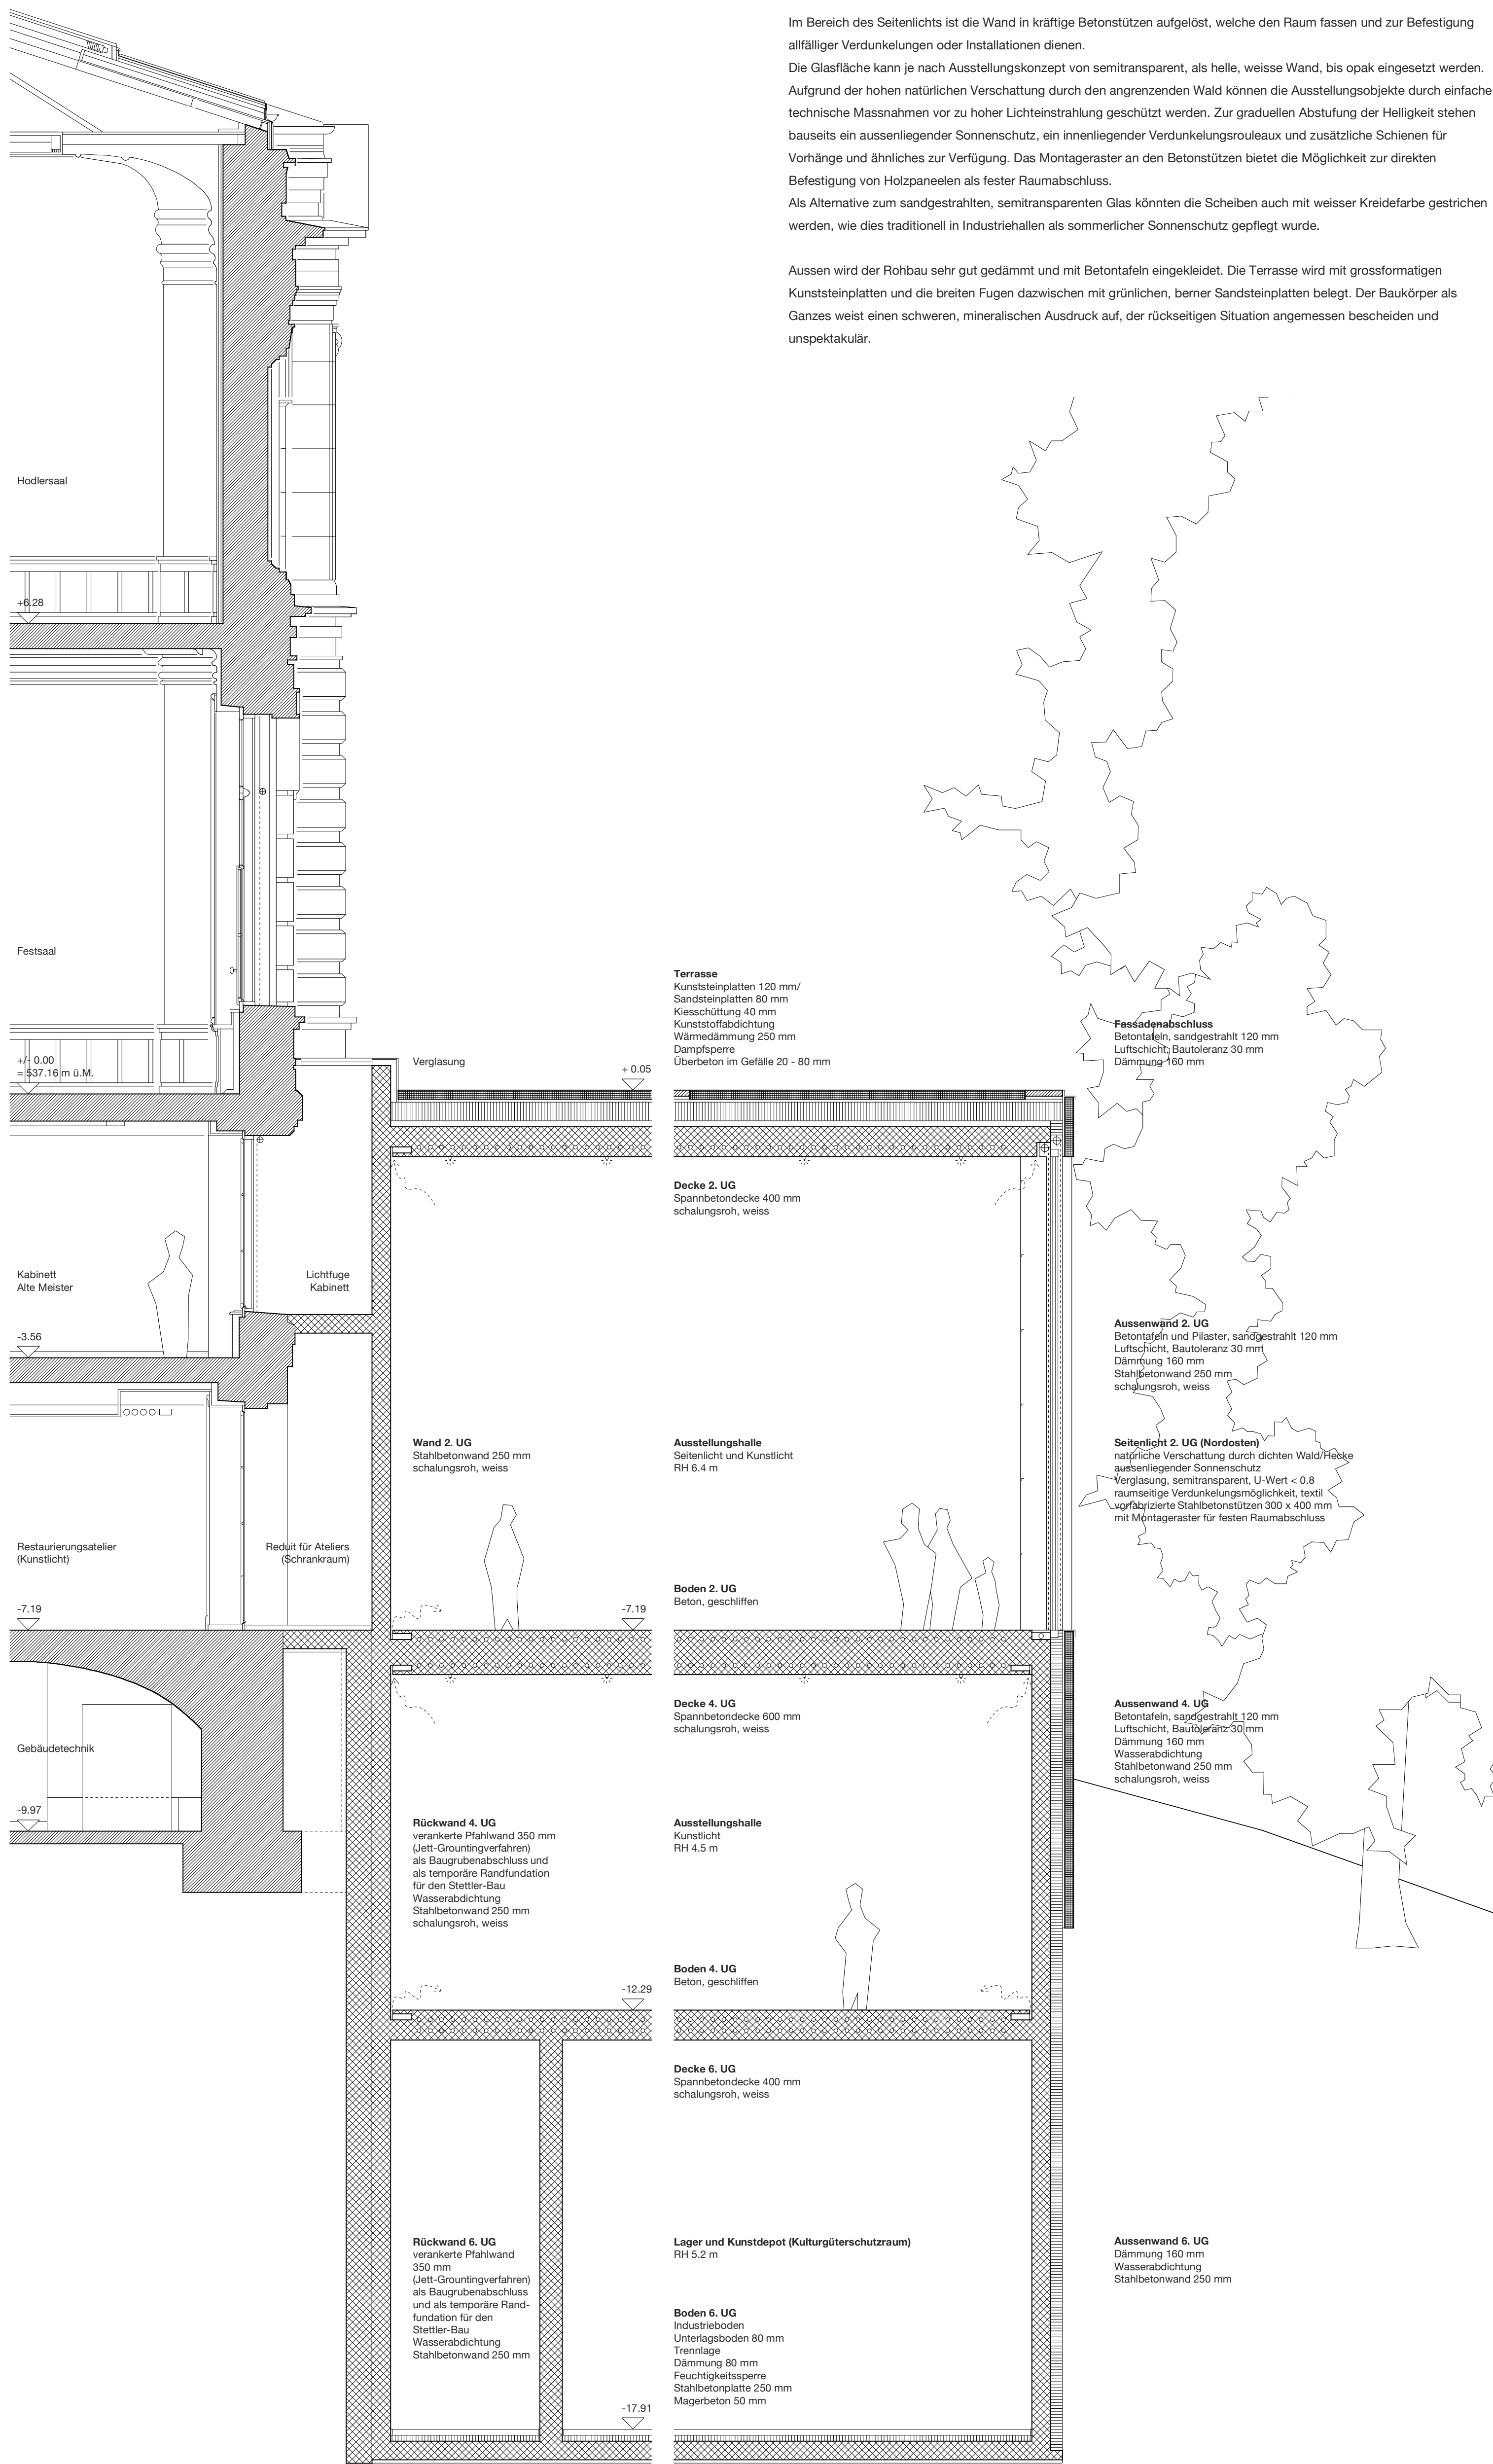 Im Bereich des Seitenlichts ist die Wand in kräftige Betonstützen aufgelöst, welche den Raum fassen und zur Befestigung
allfälliger Verdunkelungen oder Installationen dienen.
Die Glasfläche kann je nach Ausstellungskonzept von semitransparent, als helle, weisse Wand, bis opak eingesetzt werden.
Aufgrund der hohen natürlichen Verschattung durch den angrenzenden Wald können die Ausstellungsobjekte durch einfache
technische Massnahmen vor zu hoher Lichteinstrahlung geschützt werden. Zur graduellen Abstufung der Helligkeit stehen
bauseits ein aussenliegender Sonnenschutz, ein innenliegender Verdunkelungsrouleaux und zusätzliche Schienen für
Vorhänge und ähnliches zur Verfügung. Das Montageraster an den Betonstützen bietet die Möglichkeit zur direkten
Befestigung von Holzpaneelen als fester Raumabschluss.
Als Alternative zum sandgestrahlten, semitransparenten Glas könnten die Scheiben auch mit weisser Kreidefarbe gestrichen
werden, wie dies traditionell in Industriehallen als sommerlicher Sonnenschutz gepflegt wurde.
Aussen wird der Rohbau sehr gut gedämmt und mit Betontafeln eingekleidet. Die Terrasse wird mit grossformatigen
Kunststeinplatten und die breiten Fugen dazwischen mit grünlichen, berner Sandsteinplatten belegt. Der Baukörper als
Ganzes weist einen schweren, mineralischen Ausdruck auf, der rückseitigen Situation angemessen bescheiden und
unspektakulär.
Hodlersaal
+6.28
Festsaal
+/- 0.00
= 537.16 m ü.M.
Verglasung
+ 0.05
Terrasse
Kunststeinplatten 120 mm/
Sandsteinplatten 80 mm
Kiesschüttung 40 mm
Kunststoffabdichtung
Wärmedämmung 250 mm
Dampfsperre
Überbeton im Gefälle 20 - 80 mm
Fassadenabschluss
Betontafeln, sandgestrahlt 120 mm
Luftschicht, Bautoleranz 30 mm
Dämmung 160 mm
Decke 2. UG
Spannbetondecke 400 mm
schalungsroh, weiss
Kabinett
Alte Meister
Lichtfuge
Kabinett
-3.56
Aussenwand 2. UG
Betontafeln und Pilaster, sandgestrahlt 120 mm
Luftschicht, Bautoleranz 30 mm
Dämmung 160 mm
Stahlbetonwand 250 mm
schalungsroh, weiss
Wand 2. UG
Stahlbetonwand 250 mm
schalungsroh, weiss
Ausstellungshalle
Seitenlicht und Kunstlicht
RH 6.4 m
Seitenlicht 2. UG (Nordosten)
natürliche Verschattung durch dichten Wald/Hecke
aussenliegender Sonnenschutz
Verglasung, semitransparent, U-Wert < 0.8
raumseitige Verdunkelungsmöglichkeit, textil
vorfabrizierte Stahlbetonstützen 300 x 400 mm
mit Montageraster für festen Raumabschluss
Restaurierungsatelier
(Kunstlicht)
Reduit für Ateliers
(Schrankraum)
Boden 2. UG
Beton, geschliffen
-7.19
-7.19
Decke 4. UG
Spannbetondecke 600 mm
schalungsroh, weiss
Aussenwand 4. UG
Betontafeln, sandgestrahlt 120 mm
Luftschicht, Bautoleranz 30 mm
Dämmung 160 mm
Wasserabdichtung
Stahlbetonwand 250 mm
schalungsroh, weiss
Gebäudetechnik
-9.97
Rückwand 4. UG
verankerte Pfahlwand 350 mm
(Jett-Grountingverfahren)
als Baugrubenabschluss und
als temporäre Randfundation
für den Stettler-Bau
Wasserabdichtung
Stahlbetonwand 250 mm
schalungsroh, weiss
Ausstellungshalle
Kunstlicht
RH 4.5 m
Boden 4. UG
Beton, geschliffen
-12.29
Decke 6. UG
Spannbetondecke 400 mm
schalungsroh, weiss
Rückwand 6. UG
verankerte Pfahlwand
350 mm
(Jett-Grountingverfahren)
als Baugrubenabschluss
und als temporäre Rand-
fundation für den
Stettler-Bau
Wasserabdichtung
Stahlbetonwand 250 mm
Lager und Kunstdepot (Kulturgüterschutzraum)
RH 5.2 m
Aussenwand 6. UG
Dämmung 160 mm
Wasserabdichtung
Stahlbetonwand 250 mm
Boden 6. UG
Industrieboden
Unterlagsboden 80 mm
Trennlage
Dämmung 80 mm
Feuchtigkeitssperre
Stahlbetonplatte 250 mm
Magerbeton 50 mm
-17.91